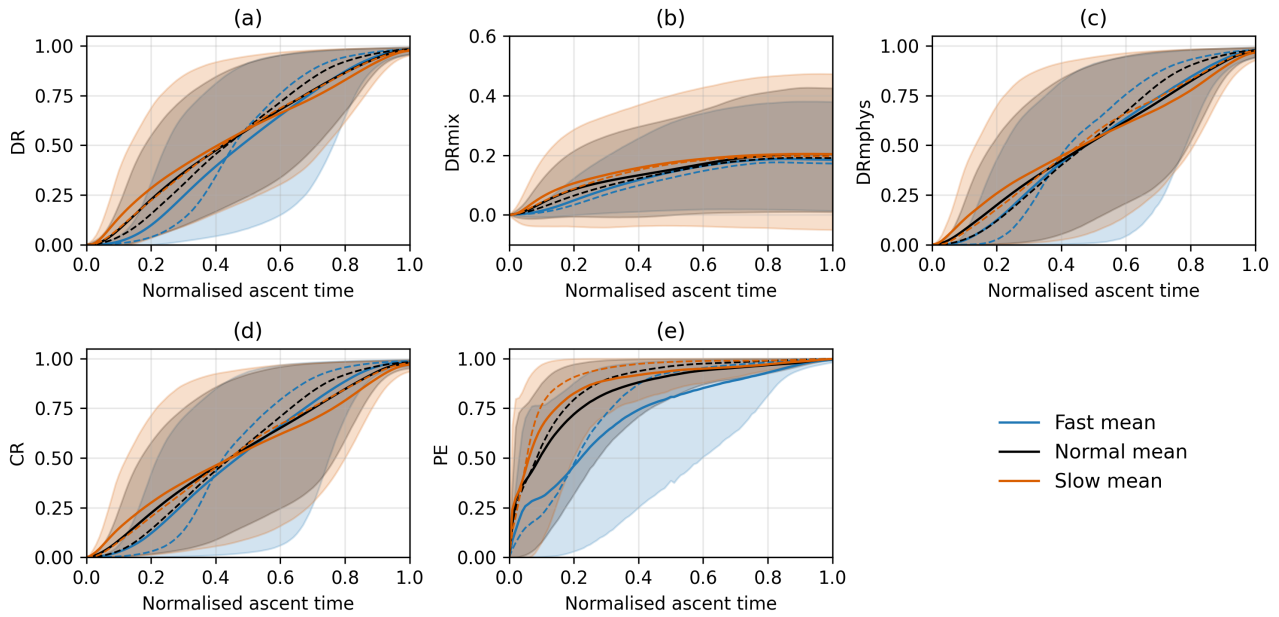 (a)
1.00
0.75
0.50
0.25
0.00
DR
0.0 0.2 0.4 0.6 0.8 1.0
Normalised ascent time
(b)
0.6
0.4
0.2
0.0
DRmix
0.0 0.2 0.4 0.6 0.8 1.0
Normalised ascent time
(c)
1.00
0.75
0.50
0.25
0.00
DRmphys
0.0 0.2 0.4 0.6 0.8 1.0
Normalised ascent time
(d)
1.00
0.75
0.50
0.25
0.00
CR
0.0 0.2 0.4 0.6 0.8 1.0
Normalised ascent time
(e)
1.00
0.75
0.50
0.25
0.00
PE
0.0 0.2 0.4 0.6 0.8 1.0
Normalised ascent time
Fast mean
Normal mean
Slow mean